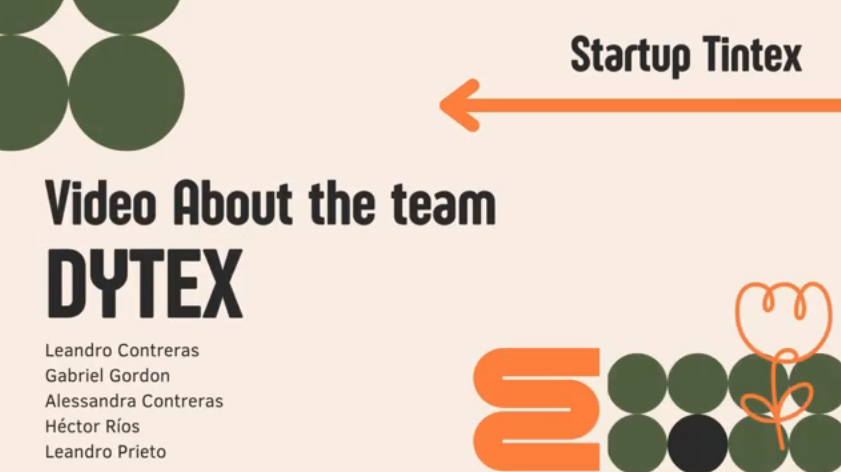 Startup Tintex
Video About the team
DYTEX
Leandro Contreras
Gabriel Gordon
Alessandra Contreras
Héctor Ríos
Leandro Prieto